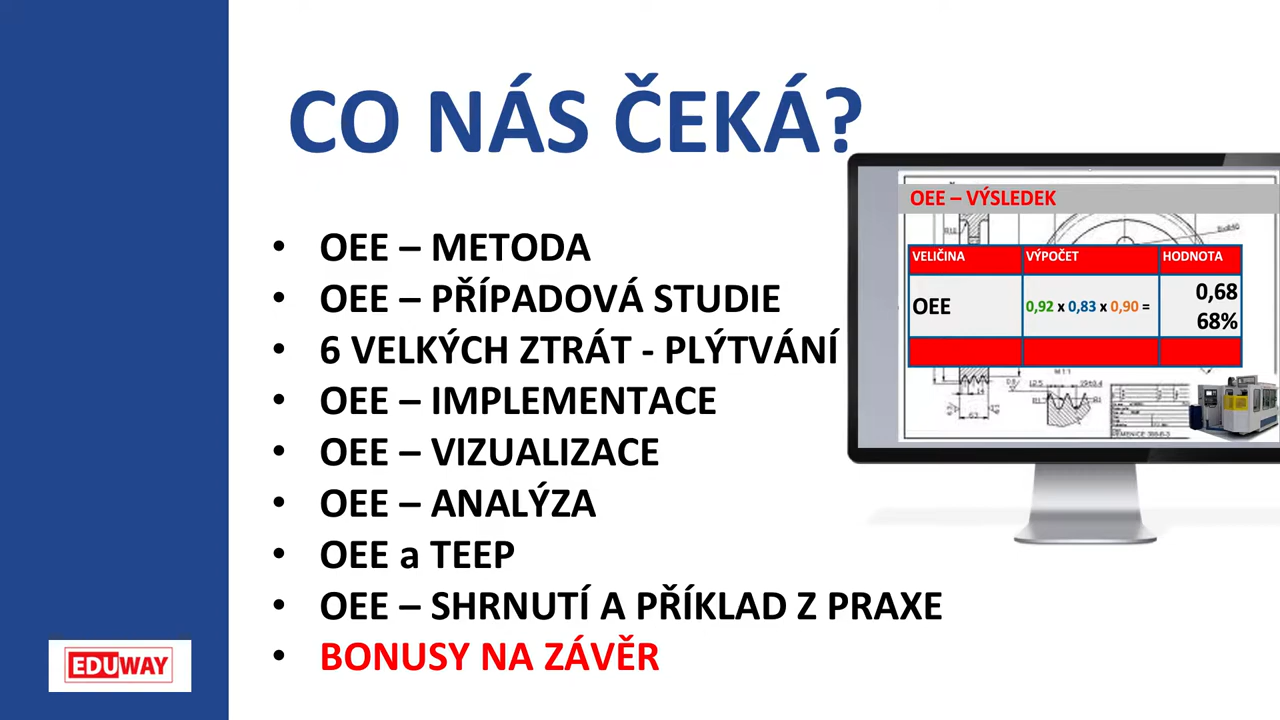 CO NÁS ČEKÁ?
• OEE – METODA
• OEE – PŘÍPADOVÁ STUDIE
• 6 VELKÝCH ZTRÁT - PLÝTVÁNÍ
• OEE – IMPLEMENTACE
• OEE – VIZUALIZACE
• OEE – ANALÝZA
• OEE a TEEP
• OEE – SHRNUTÍ A PŘÍKLAD Z PRAXE
• BONUSY NA ZÁVĚR
OEE – VÝSLEDEK
VELIČINA VÝPOČET HODNOTA
OEE 0,92 x 0,83 x 0,90 = 0,68
68%
EDUWAY